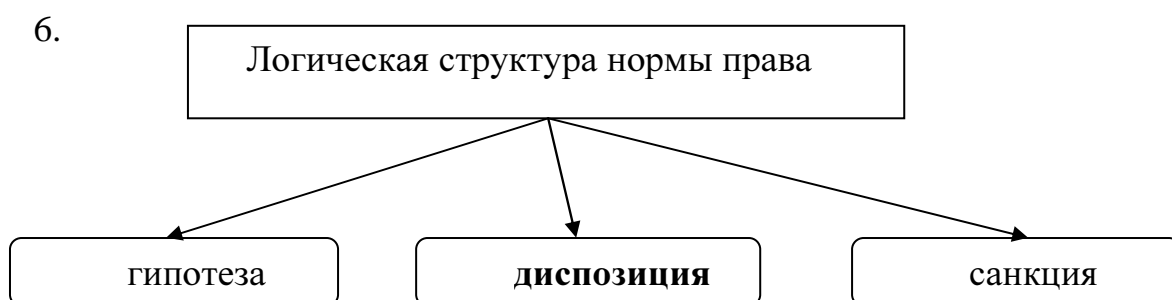 6.
Логическая структура нормы права
гипотеза диспозиция санкция